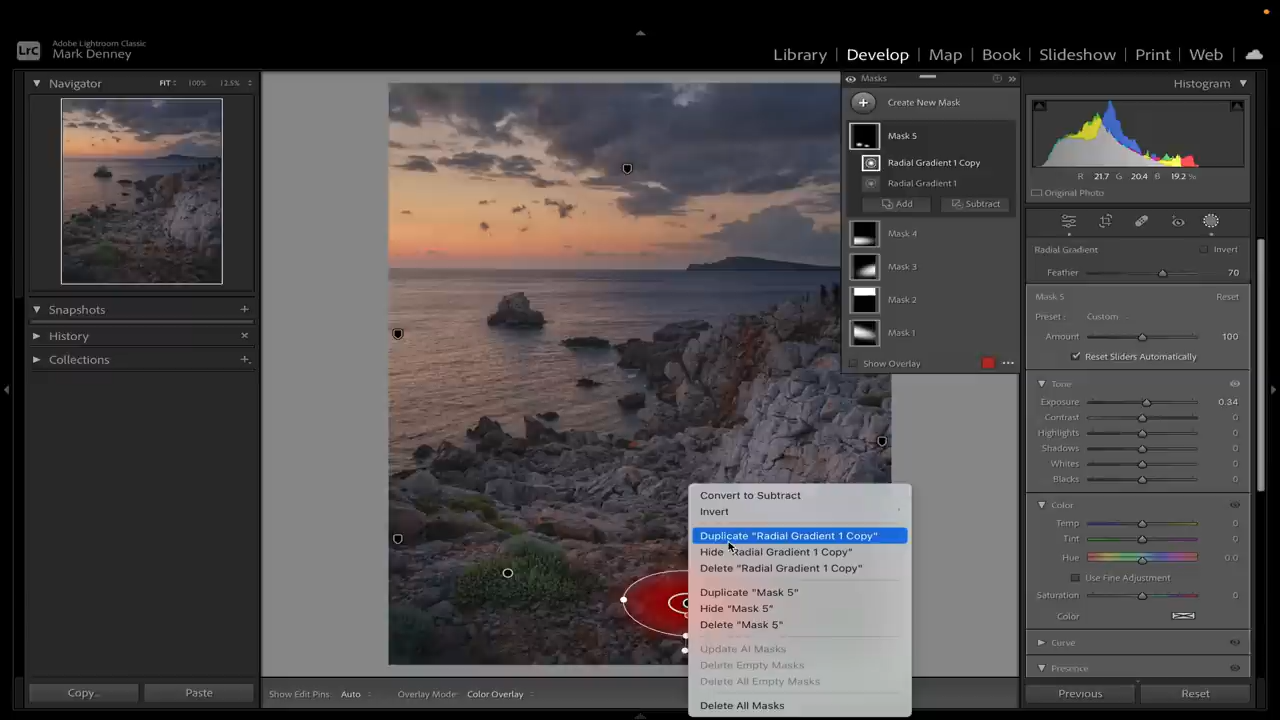 Adobe Lightroom Classic
LrC
Mark Denney
Library
Develop
Map
Book
Slideshow
Print
Web
Navigator
FIT
100%
12.5%
Snapshots
History
Collections
Copy...
Paste
Masks
Create New Mask
Mask 5
Radial Gradient 1 Copy
Radial Gradient 1
Add
Subtract
Mask 4
Mask 3
Mask 2
Mask 1
Show Overlay
Convert to Subtract
Invert
Duplicate "Radial Gradient 1 Copy"
Hide "Radial Gradient 1 Copy"
Delete "Radial Gradient 1 Copy"
Duplicate "Mask 5"
Hide "Mask 5"
Delete "Mask 5"
Update AI Masks
Delete Empty Masks
Delete All Empty Masks
Delete All Masks
Show Edit Pins: Auto
Overlay Mode: Color Overlay
Histogram
R 21.7 G 20.4 B 19.2 %
Original Photo
Radial Gradient Invert
Feather 70
Mask 5 Reset
Preset: Custom
Amount 100
Reset Sliders Automatically
Tone
Exposure 0.34
Contrast 0
Highlights 0
Shadows 0
Whites 0
Blacks 0
Color
Temp 0
Tint 0
Hue 0.0
Use Fine Adjustment
Saturation 0
Color
Curve
Presence
Previous
Reset